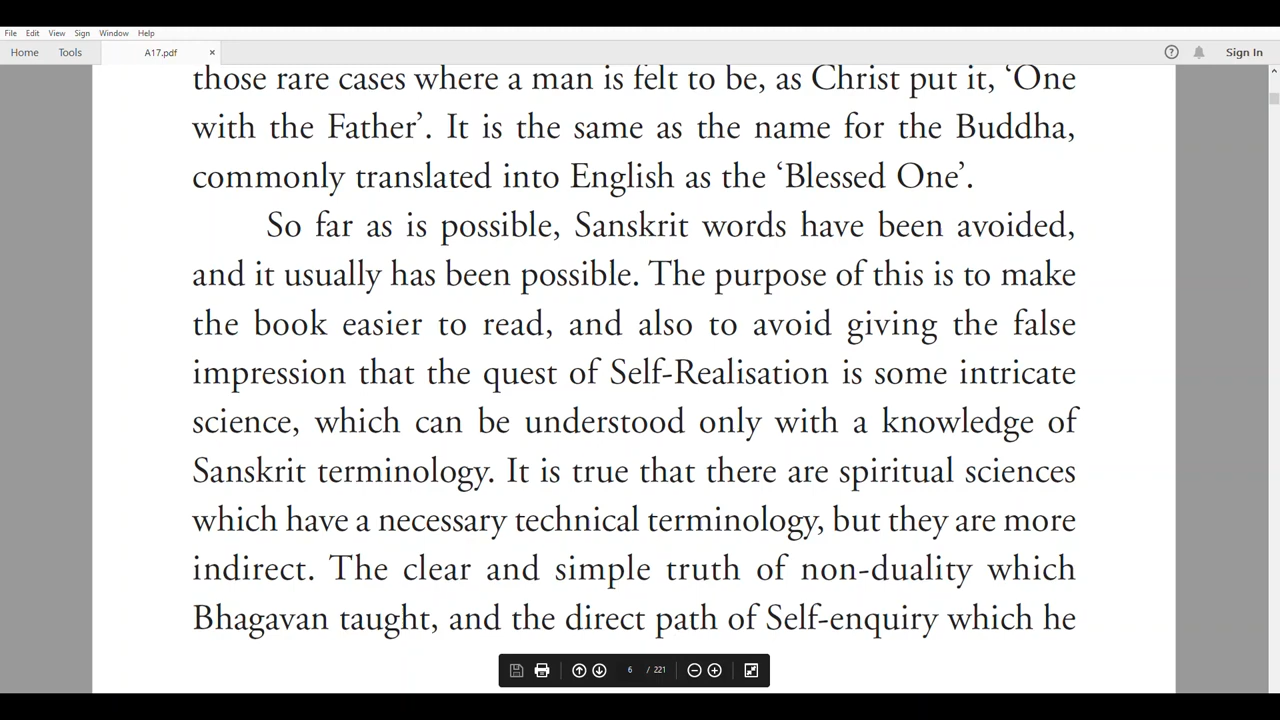 File Edit View Sign Window Help
Home Tools A17.pdf × ? Sign In
those rare cases where a man is felt to be, as Christ put it, ‘One
with the Father’. It is the same as the name for the Buddha,
commonly translated into English as the ‘Blessed One’.
So far as is possible, Sanskrit words have been avoided,
and it usually has been possible. The purpose of this is to make
the book easier to read, and also to avoid giving the false
impression that the quest of Self-Realisation is some intricate
science, which can be understood only with a knowledge of
Sanskrit terminology. It is true that there are spiritual sciences
which have a necessary technical terminology, but they are more
indirect. The clear and simple truth of non-duality which
Bhagavan taught, and the direct path of Self-enquiry which he
6 / 221